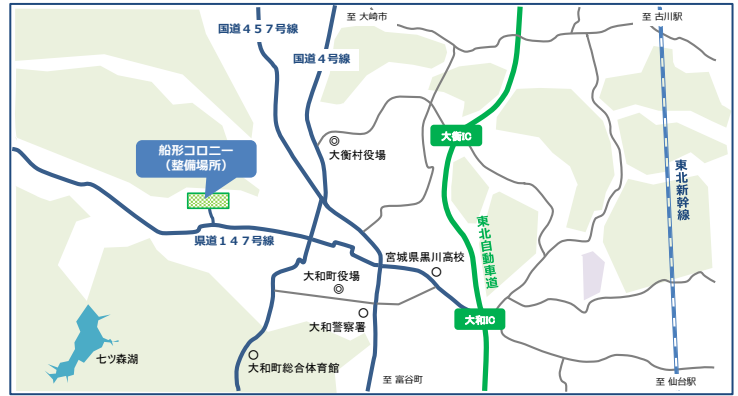 至 大崎市
至 古川駅
国道４５７号線
国道４号線
大衡IC
船形コロニー
（整備場所）
大衡村役場
東北新幹線
東北自動車道
県道１４７号線
宮城県黒川高校
大和町役場
大和IC
大和警察署
七ツ森湖
大和町総合体育館
至 富谷町
至 仙台駅